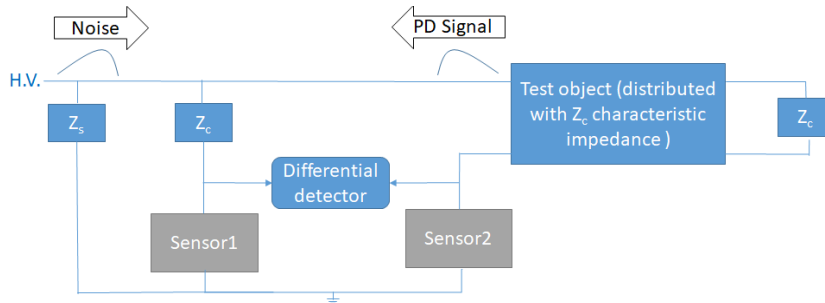 Noise
PD Signal
H.V.
Zs
Zc
Test object (distributed
with Zc characteristic
impedance )
Zc
Differential
detector
Sensor1
Sensor2